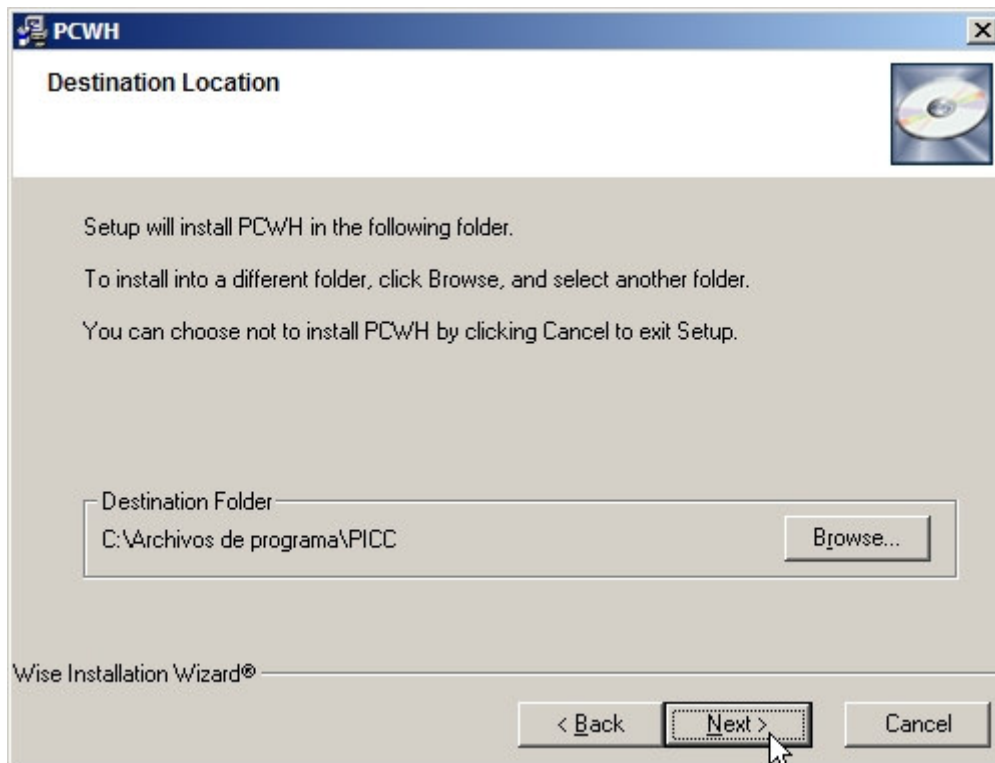 PCWH
Destination Location
Setup will install PCWH in the following folder.
To install into a different folder, click Browse, and select another folder.
You can choose not to install PCWH by clicking Cancel to exit Setup.
Destination Folder
C:\Archivos de programa\PICC
Browse...
Wise Installation Wizard®
< Back
Next >
Cancel